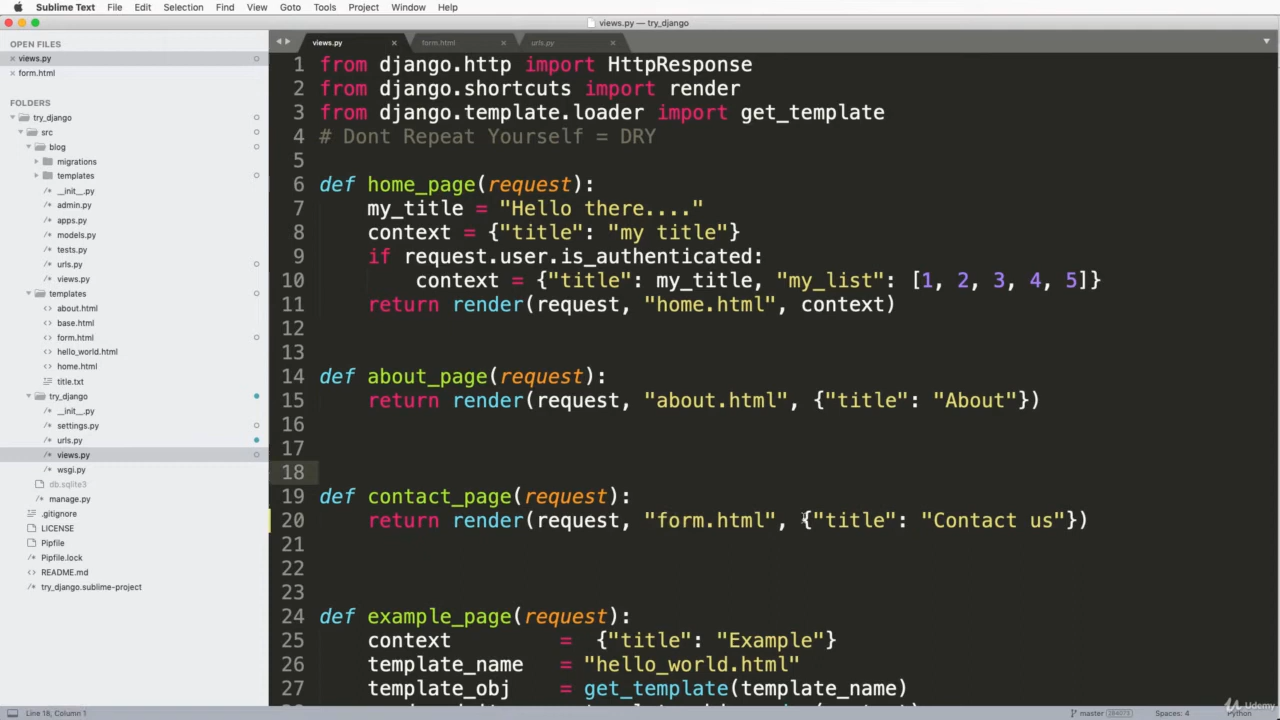 Sublime Text File Edit Selection Find View Goto Tools Project Window Help
views.py — try_django
OPEN FILES
views.py
form.html
FOLDERS
try_django
src
blog
migrations
templates
__init__.py
admin.py
apps.py
models.py
tests.py
urls.py
views.py
templates
about.html
base.html
form.html
hello_world.html
home.html
title.txt
try_django
__init__.py
settings.py
urls.py
views.py
wsgi.py
db.sqlite3
manage.py
.gitignore
LICENSE
Pipfile
Pipfile.lock
README.md
try_django.sublime-project
views.py form.html urls.py
1 from django.http import HttpResponse
2 from django.shortcuts import render
3 from django.template.loader import get_template
4 # Dont Repeat Yourself = DRY
5
6 def home_page(request):
7 my_title = "Hello there...."
8 context = {"title": "my title"}
9 if request.user.is_authenticated:
10 context = {"title": my_title, "my_list": [1, 2, 3, 4, 5]}
11 return render(request, "home.html", context)
12
13
14 def about_page(request):
15 return render(request, "about.html", {"title": "About"})
16
17
18
19 def contact_page(request):
20 return render(request, "form.html", {"title": "Contact us"})
21
22
23
24 def example_page(request):
25 context = {"title": "Example"}
26 template_name = "hello_world.html"
27 template_obj = get_template(template_name)
Line 18, Column 1
master
Spaces: 4
Python
Udemy